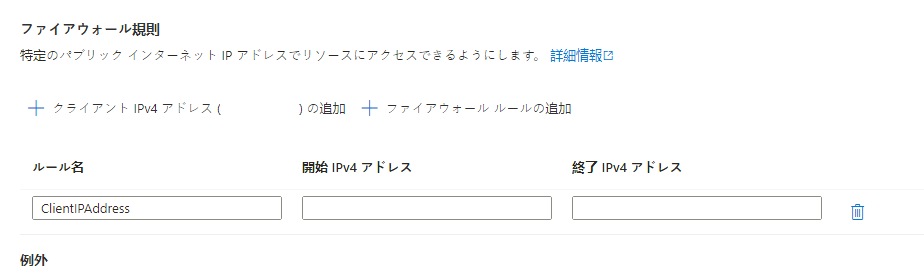 ファイアウォール規則
特定のパブリック インターネット IP アドレスでリソースにアクセスできるようにします。 詳細情報
クライアント IPv4 アドレス ( ) の追加 ファイアウォール ルールの追加
ルール名 開始 IPv4 アドレス 終了 IPv4 アドレス
ClientIPAddress
例外